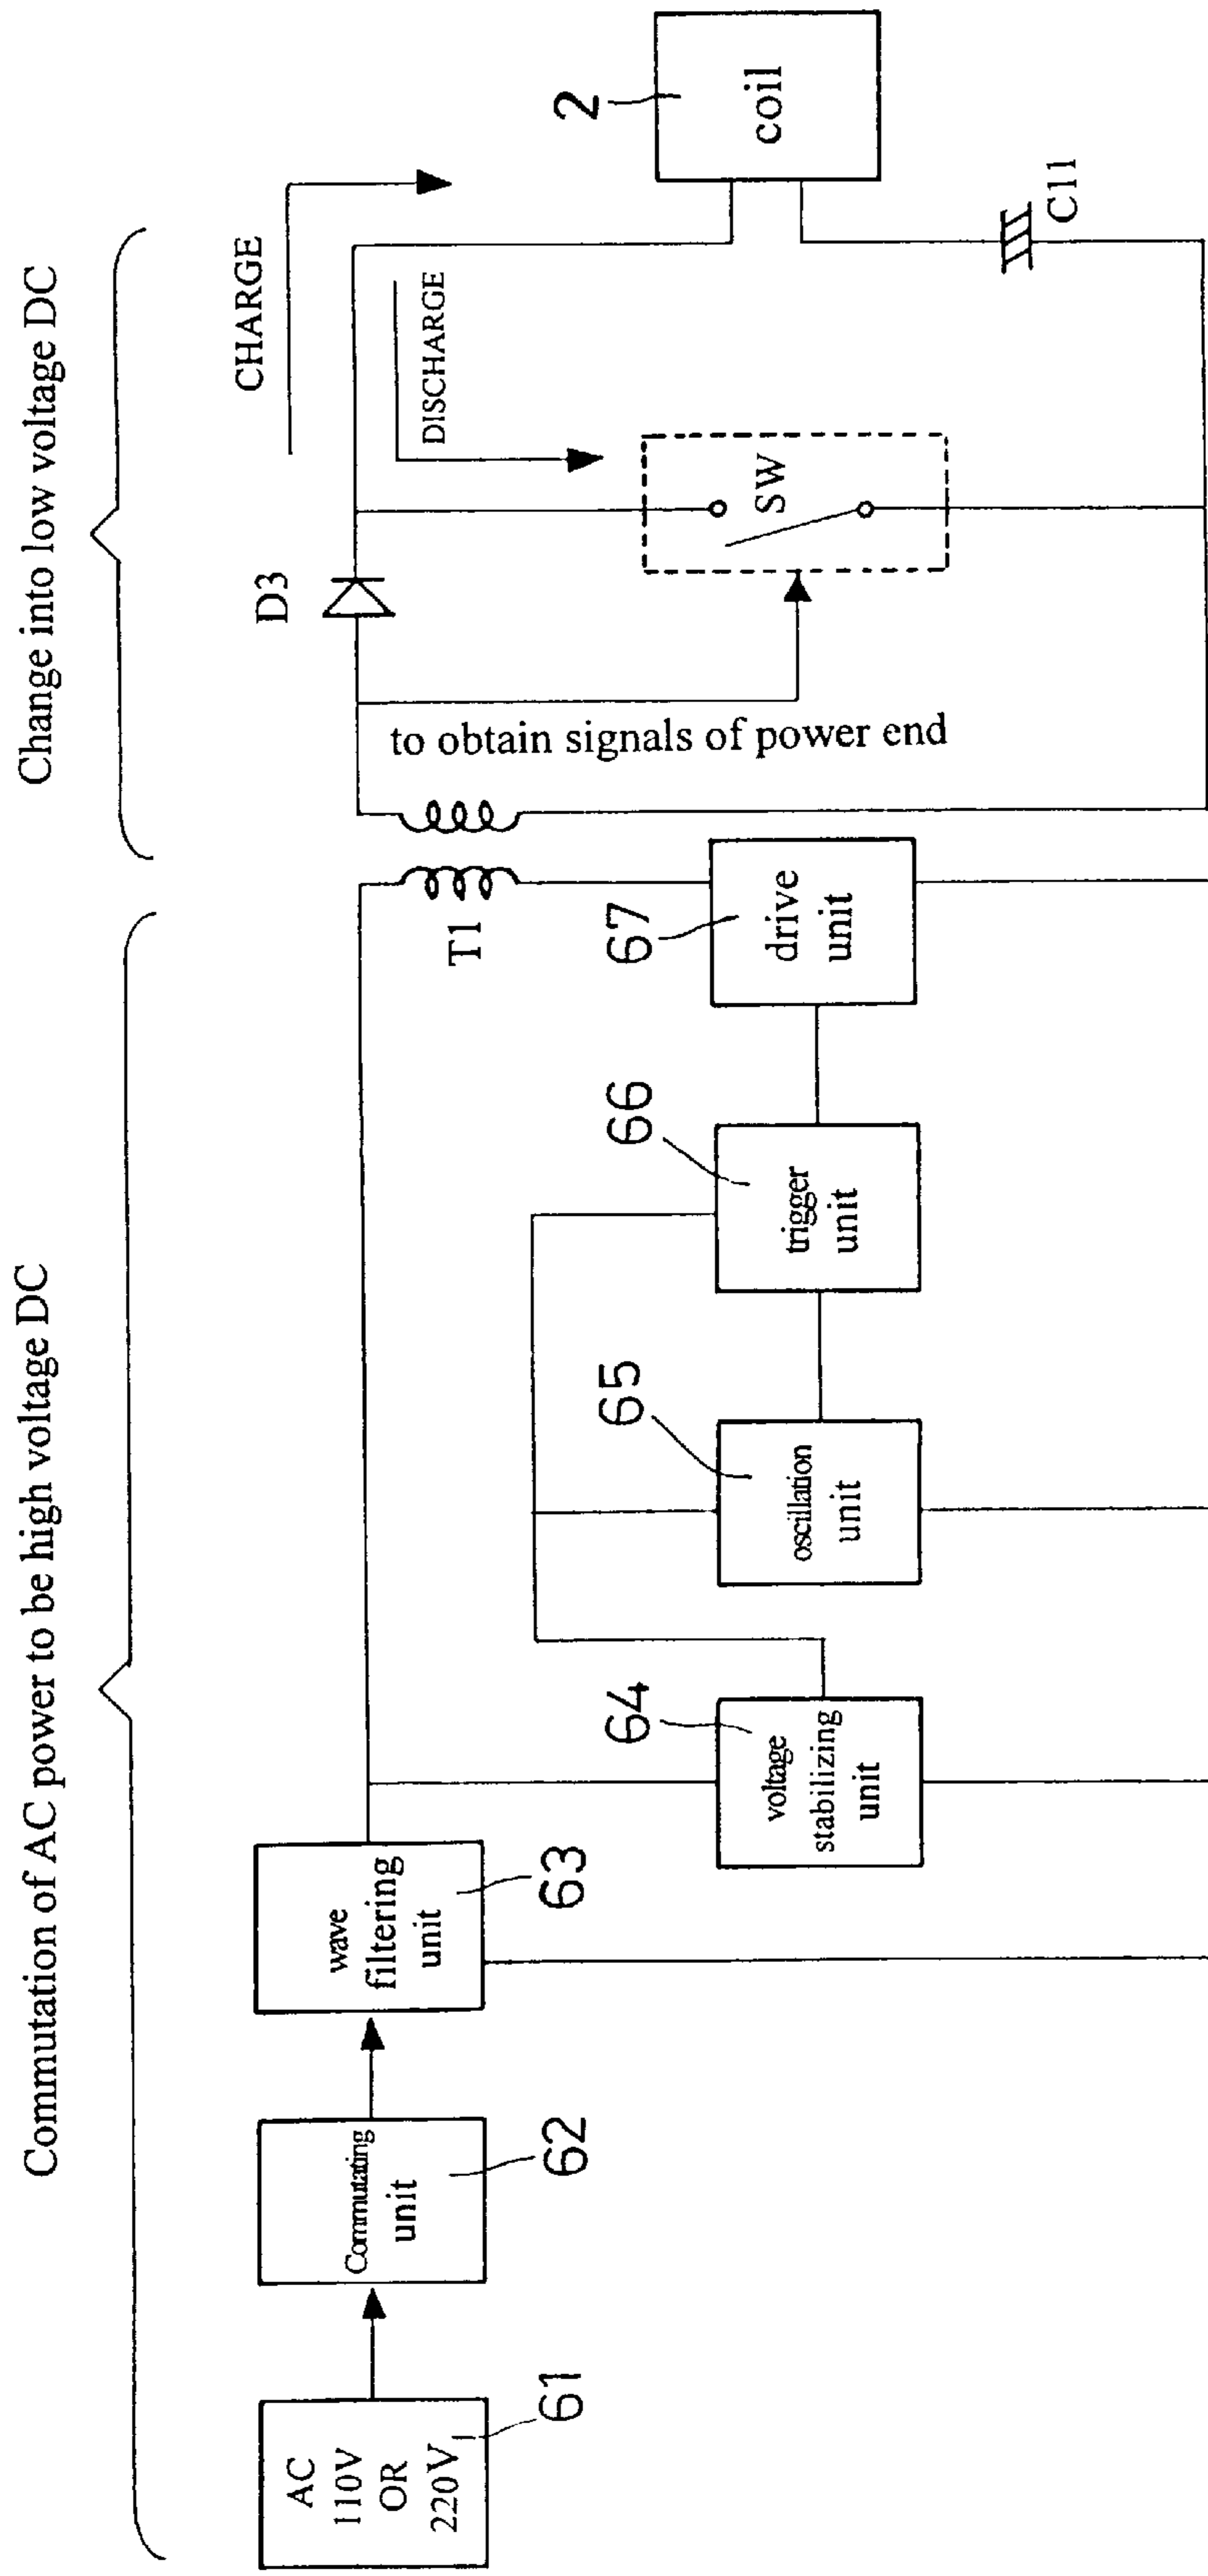 Commutation of AC power to be high voltage DC
Change into low voltage DC
AC
110V
OR
220V
61
Commutating
unit
62
wave
filtering
unit
63
voltage
stabilizing
unit
64
oscillation
unit
65
trigger
unit
66
drive
unit
67
T1
to obtain signals of power end
D3
SW
CHARGE
DISCHARGE
coil
2
C11